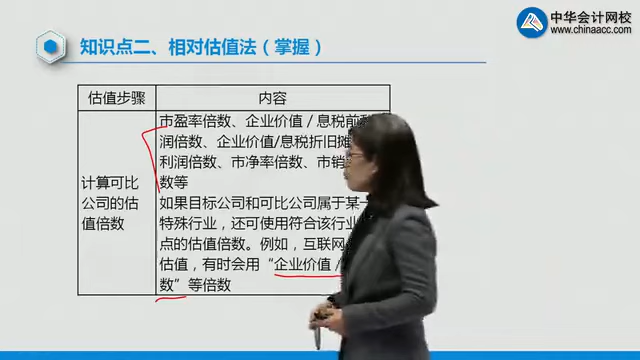 中华会计网校
www.chinaacc.com
知识点二、相对估值法（掌握）
估值步骤
内容
计算可比
公司的估
值倍数
市盈率倍数、企业价值/息税前
润倍数、企业价值/息税折旧摊
利润倍数、市净率倍数、市销
数等
如果目标公司和可比公司属于某一
特殊行业，还可使用符合该行业
点的估值倍数。例如，互联网
估值，有时会用“企业价值/
数”等倍数